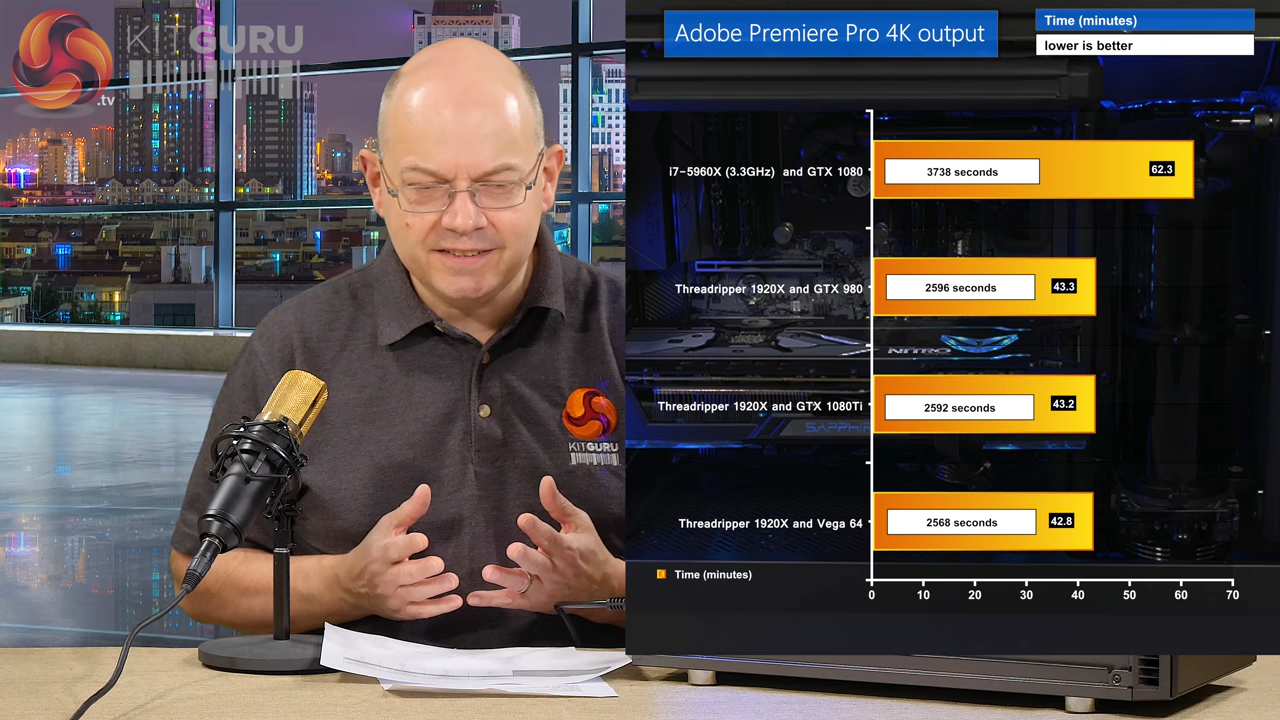 KITGURU
.tv
Adobe Premiere Pro 4K output
Time (minutes)
lower is better
i7-5960X (3.3GHz) and GTX 1080
3738 seconds
62.3
Threadripper 1920X and GTX 980
2596 seconds
43.3
NITRO
Threadripper 1920X and GTX 1080Ti
2592 seconds
43.2
SAPPHIR
KITGURU
Threadripper 1920X and Vega 64
2568 seconds
42.8
Time (minutes)
0 10 20 30 40 50 60 70